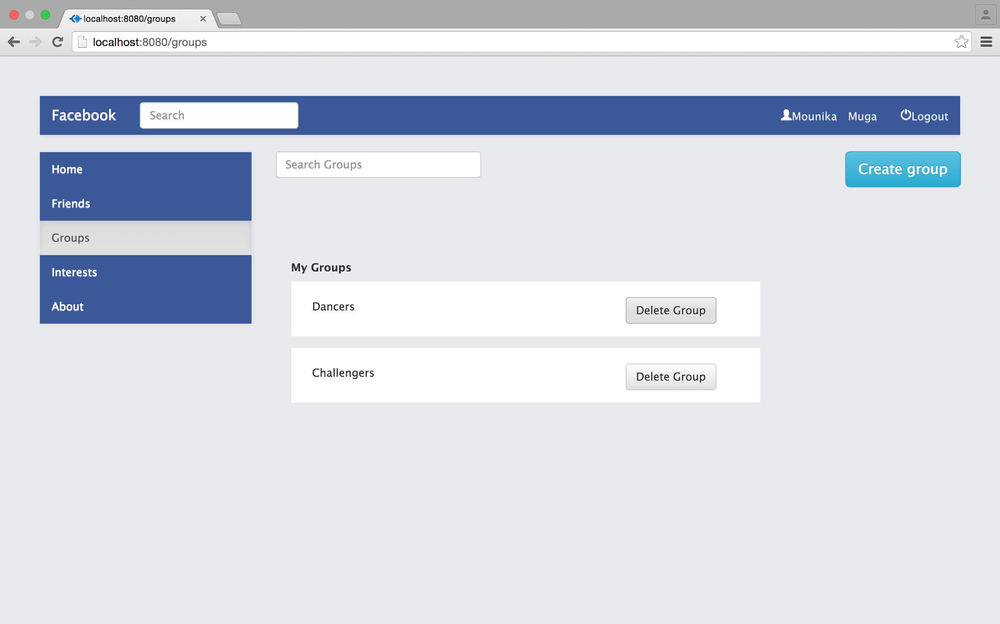 localhost:8080/groups
localhost:8080/groups
Facebook
Search
Mounika Muga
Logout
Home
Friends
Groups
Interests
About
Search Groups
Create group
My Groups
Dancers
Delete Group
Challengers
Delete Group